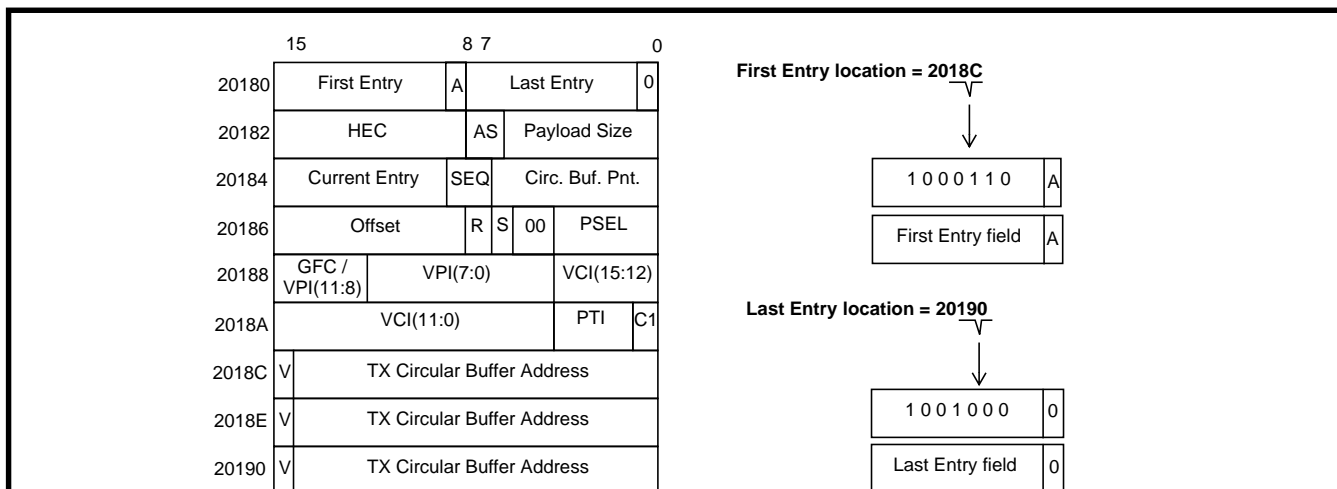 15 8 7 0
20180 First Entry A Last Entry 0
20182 HEC AS Payload Size
20184 Current Entry SEQ Circ. Buf. Pnt.
20186 Offset R S 00 PSEL
20188 GFC / VPI(11:8) VPI(7:0) VCI(15:12)
2018A VCI(11:0) PTI C1
2018C V TX Circular Buffer Address
2018E V TX Circular Buffer Address
20190 V TX Circular Buffer Address
First Entry location = 2018C
1 0 0 0 1 1 0 A
First Entry field A
Last Entry location = 20190
1 0 0 1 0 0 0 0
Last Entry field 0